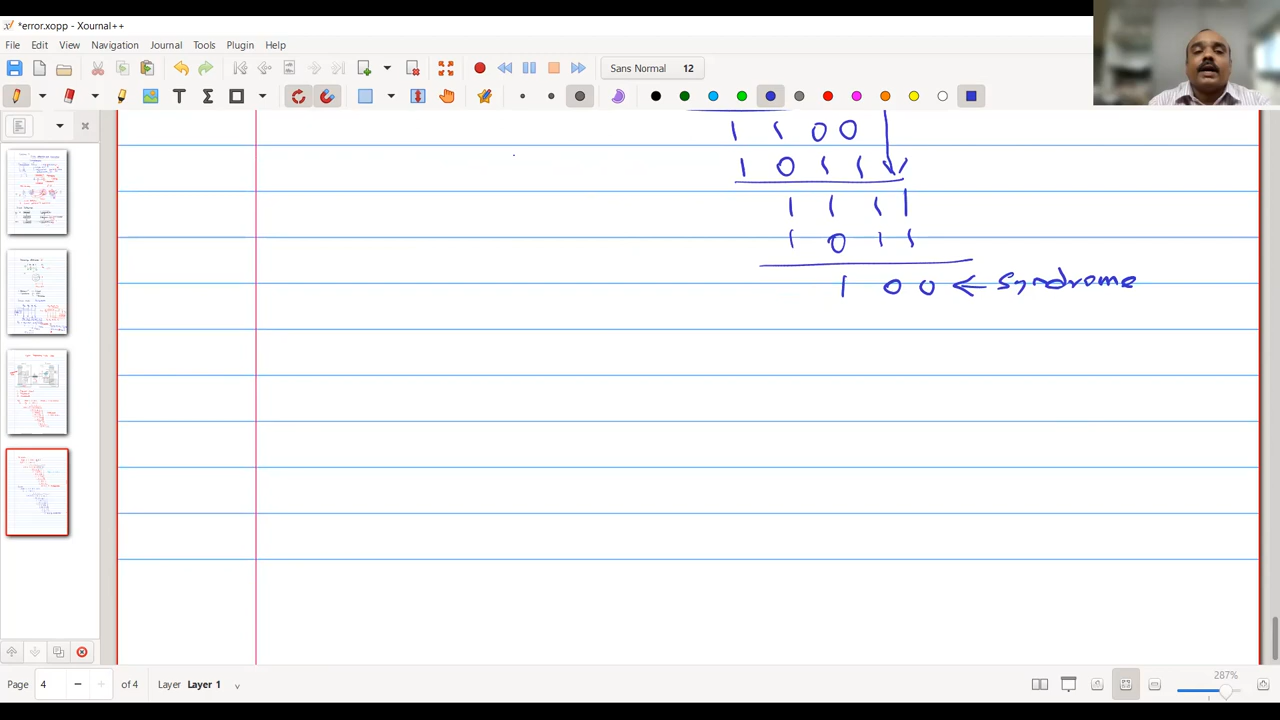 *error.xopp - Xournal++
File Edit View Navigation Journal Tools Plugin Help
Sans Normal 12
1 1 0 0
1 0 1 1 1
1 1 1 1
1 0 1 1
1 0 0 ← Syndrome
Page 4 of 4 Layer Layer 1
287%